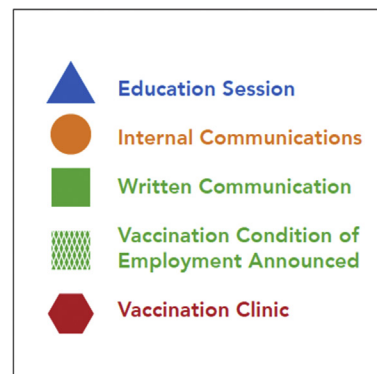 Education Session
Internal Communications
Written Communication
Vaccination Condition of
Employment Announced
Vaccination Clinic